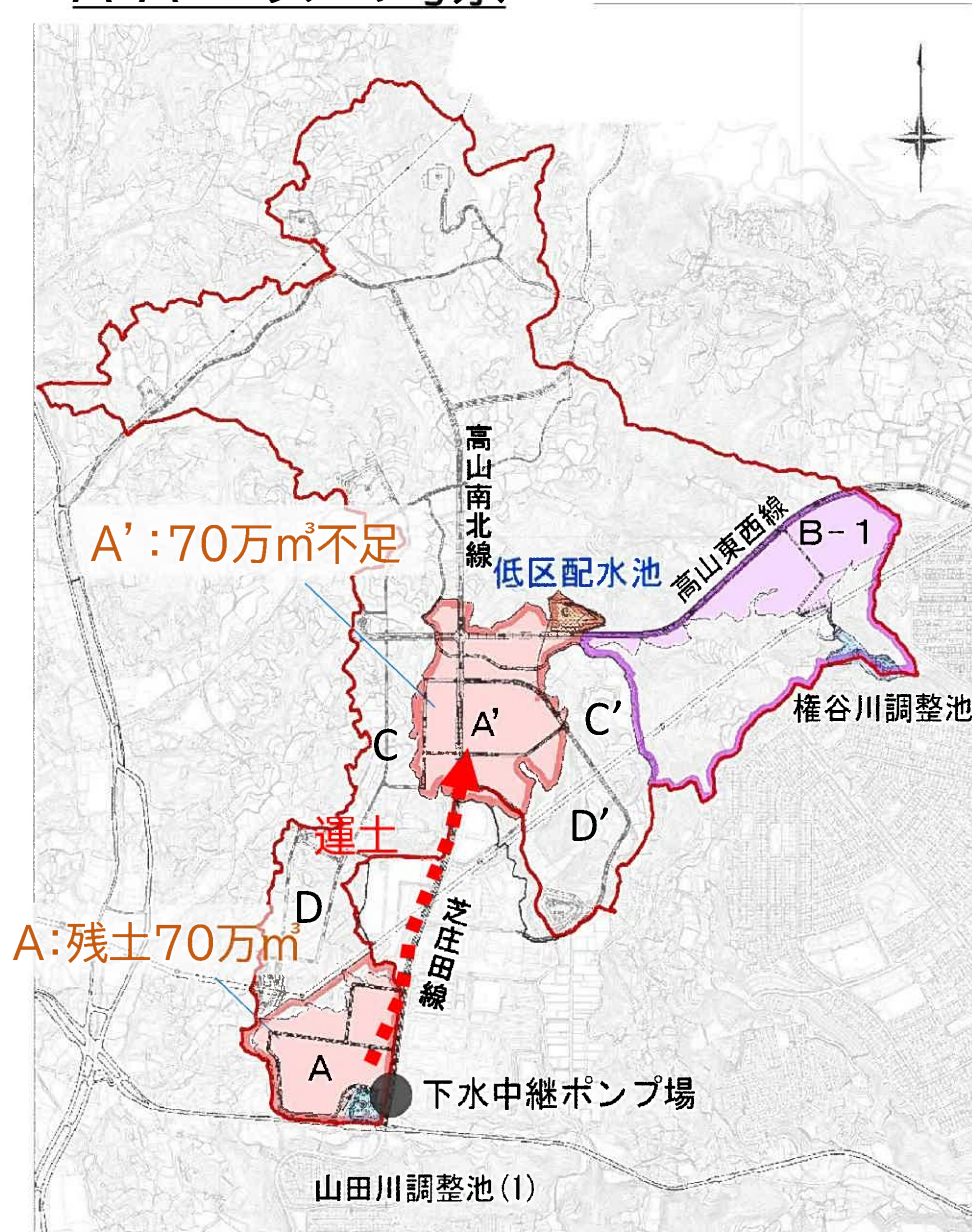 高山南北線
A’:70万㎥不足
低区配水池
高山東西線
B-1
権谷川調整池
A’
C
C’
D’
運土
D
芝庄田線
A:残土70万㎥
A
下水中継ポンプ場
山田川調整池(1)